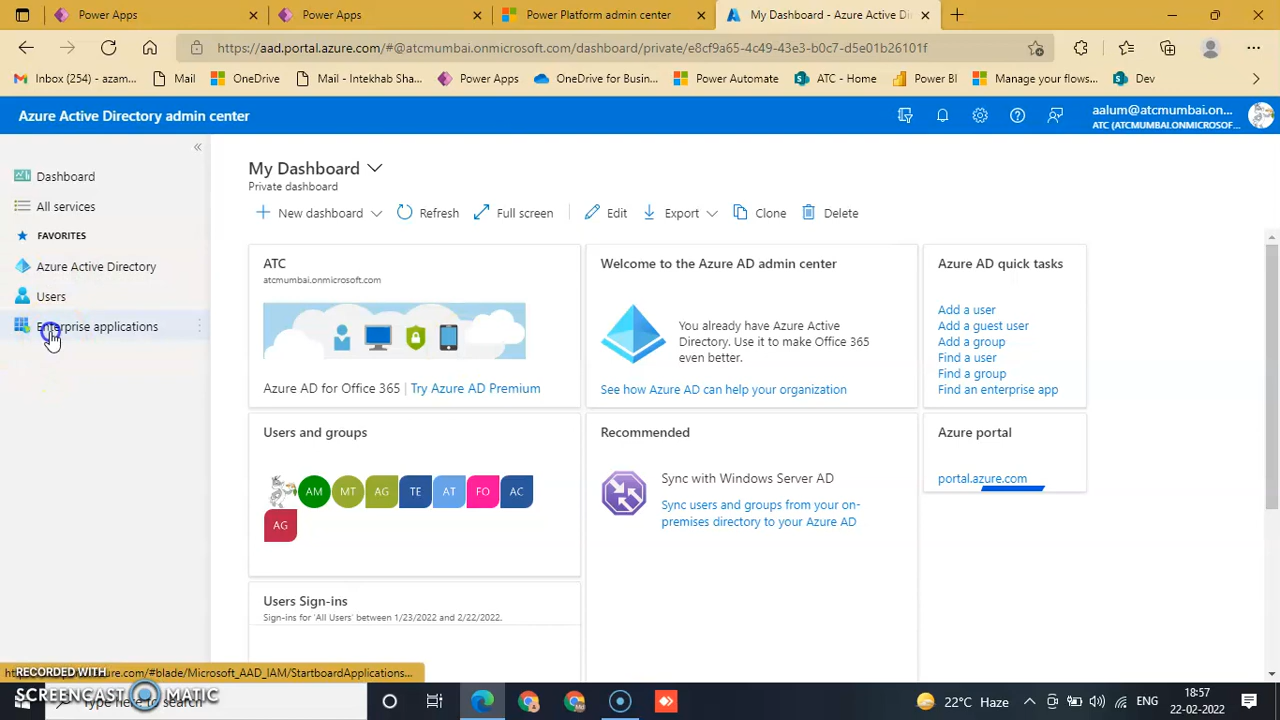 Power Apps
Power Apps
Power Platform admin center
My Dashboard - Azure Active Di
https://aad.portal.azure.com/#@atcmumbai.onmicrosoft.com/dashboard/private/e8cf9a65-4c49-43e3-b0c7-d5e01b26101f
Inbox (254) - azam...
Mail
OneDrive
Mail - Intekhab Sha...
Power Apps
OneDrive for Busin...
Power Automate
ATC - Home
Power BI
Manage your flows...
Dev
Azure Active Directory admin center
aalum@atcmumbai.on...
ATC (ATCMUMBAI.ONMICROSOF...
Dashboard
All services
FAVORITES
Azure Active Directory
Users
Enterprise applications
My Dashboard
Private dashboard
New dashboard
Refresh
Full screen
Edit
Export
Clone
Delete
ATC
atcmumbai.onmicrosoft.com
Azure AD for Office 365 | Try Azure AD Premium
Welcome to the Azure AD admin center
You already have Azure Active
Directory. Use it to make Office 365
even better.
See how Azure AD can help your organization
Azure AD quick tasks
Add a user
Add a guest user
Add a group
Find a user
Find a group
Find an enterprise app
Users and groups
AM
MT
AG
TE
AT
FO
AC
AG
Recommended
Sync with Windows Server AD
Sync users and groups from your on-
premises directory to your Azure AD
Azure portal
portal.azure.com
Users Sign-ins
Sign-ins for 'All Users' between 1/23/2022 and 2/22/2022.
.azure.com/#blade/Microsoft_AAD_IAM/StartboardApplications...
RECORDED WITH
SCREENCAST MATIC
Type here to search
22°C Haze
ENG
18:57
22-02-2022